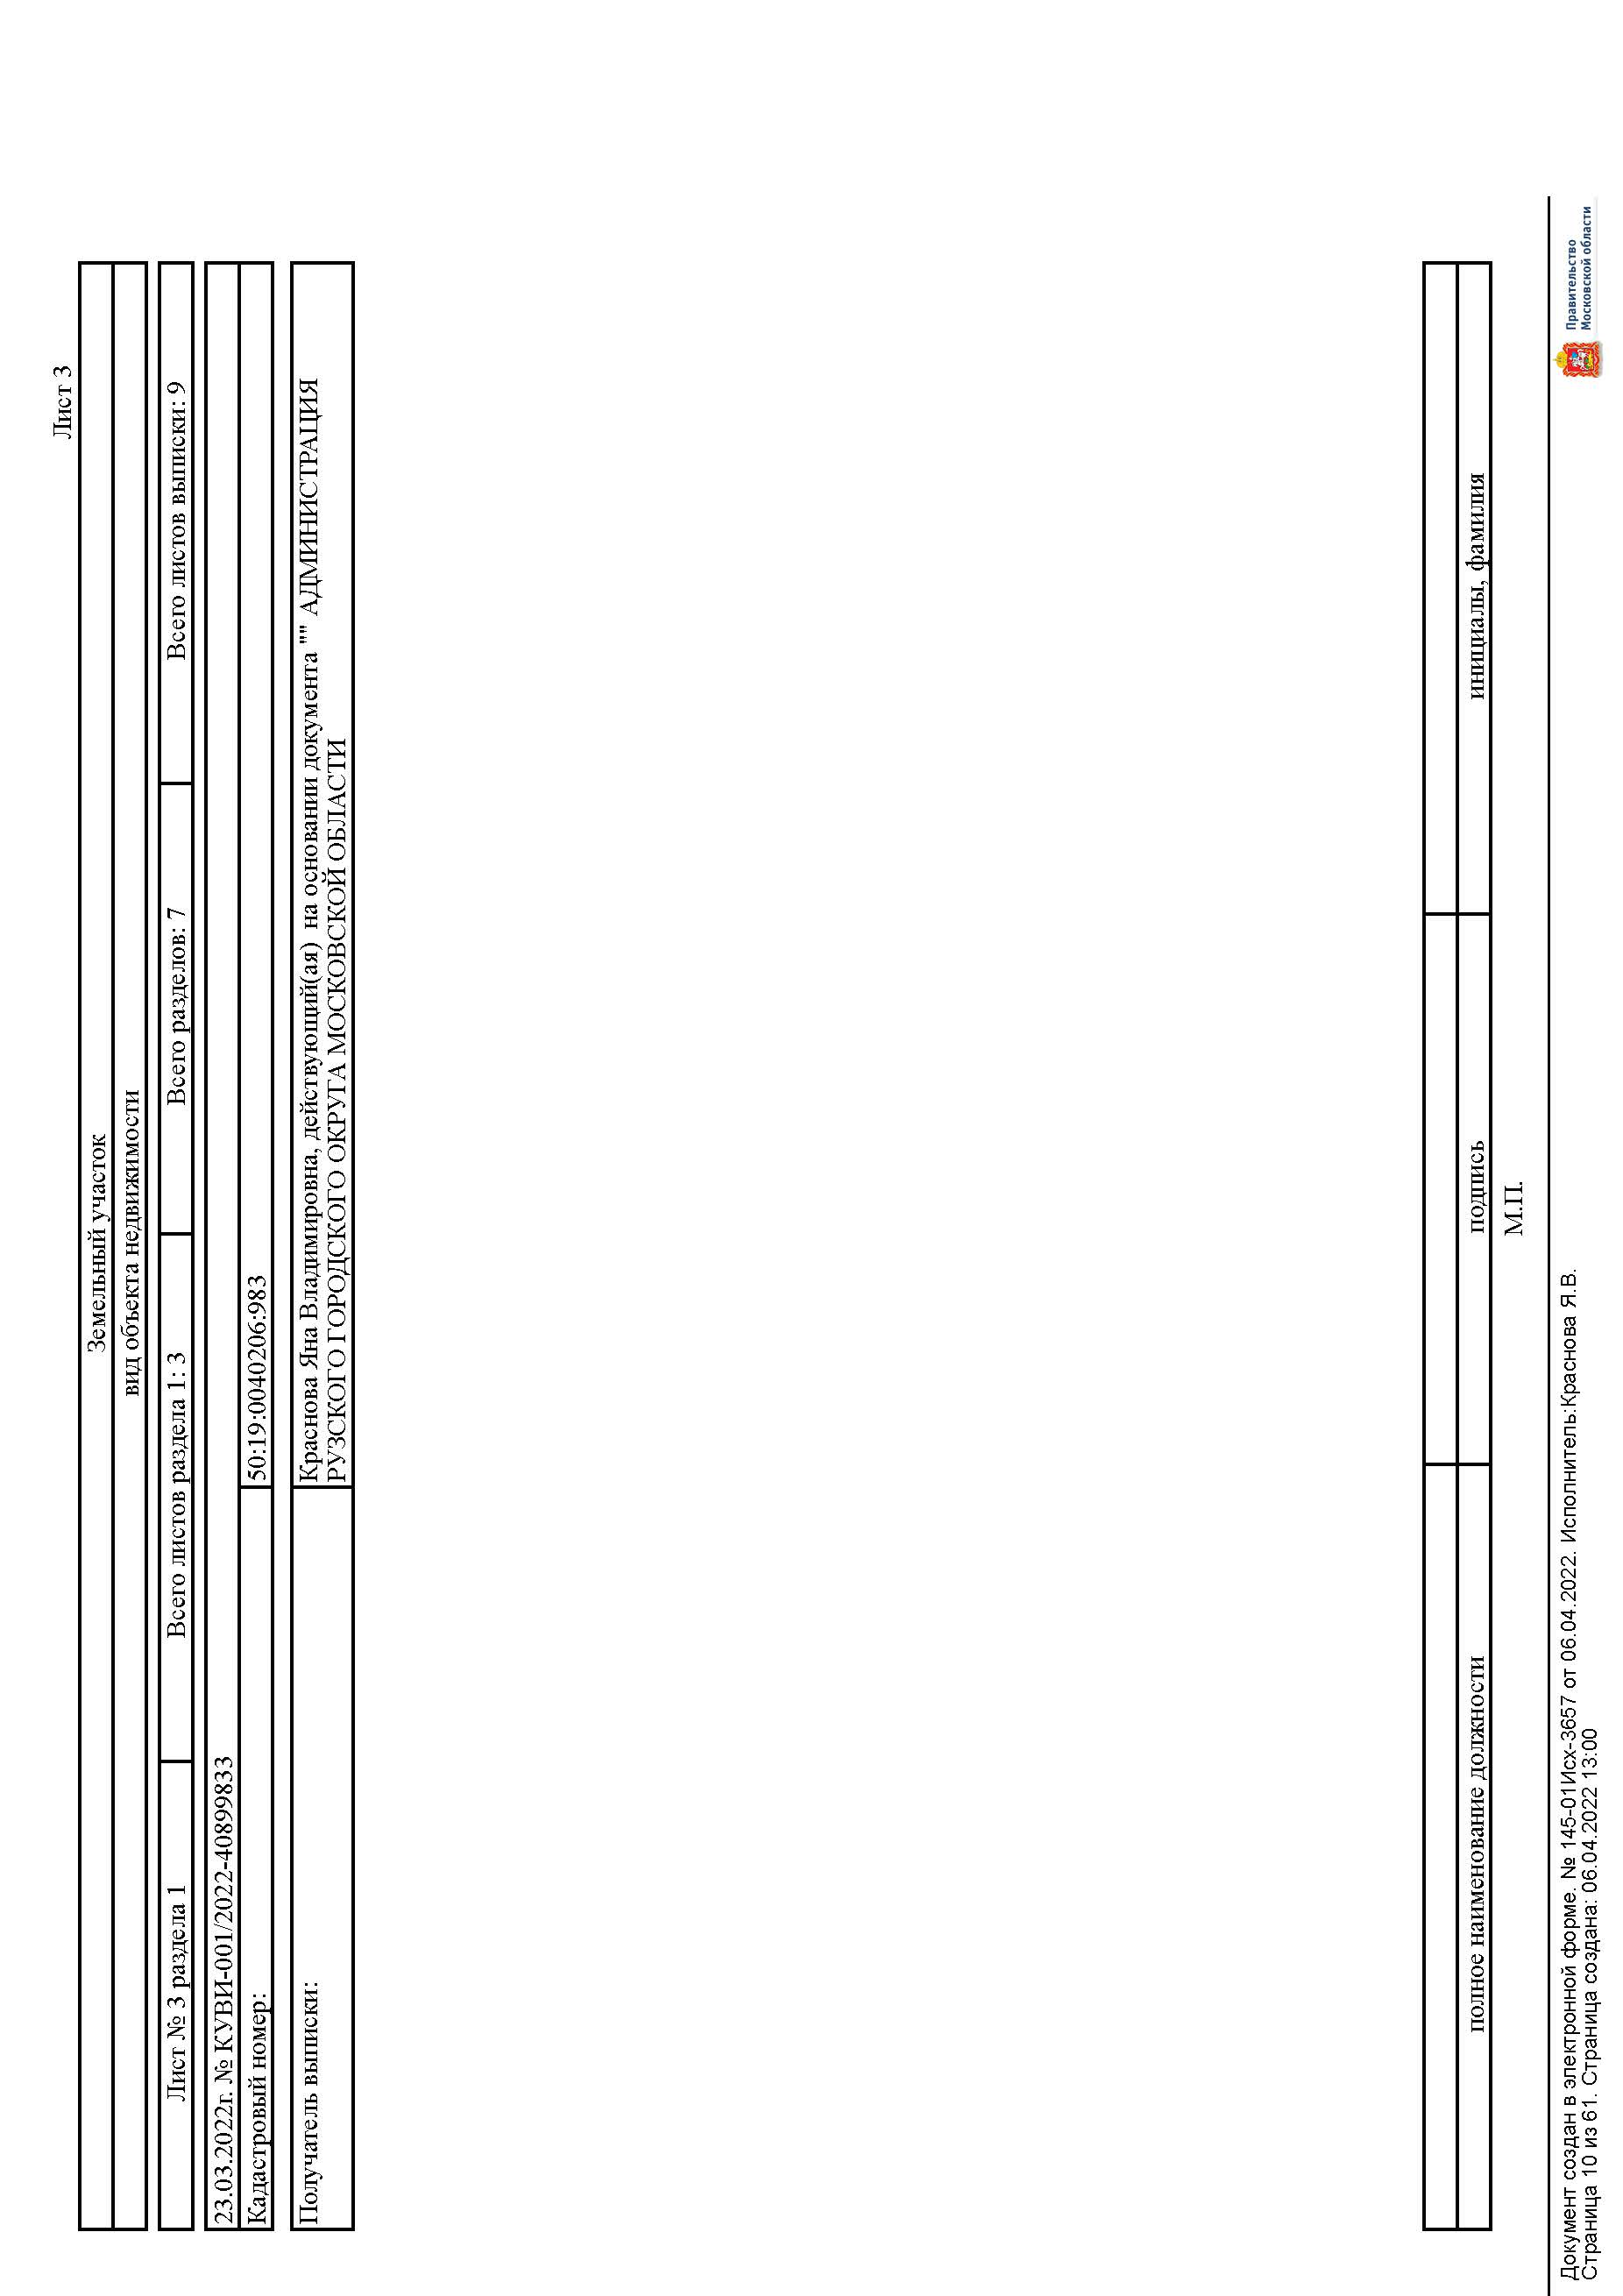 Лист 3
Земельный участок
вид объекта недвижимости
Лист № 3 раздела 1 Всего листов раздела 1: 3 Всего разделов: 7 Всего листов выписки: 9
23.03.2022г. № КУВИ-001/2022-40899833
Кадастровый номер: 50:19:0040206:983
Получатель выписки: Краснова Яна Владимировна, действующий(ая) на основании документа "" АДМИНИСТРАЦИЯ
РУЗСКОГО ГОРОДСКОГО ОКРУГА МОСКОВСКОЙ ОБЛАСТИ
полное наименование должности подпись инициалы, фамилия
М.П.
Документ создан в электронной форме. № 145-01Исх-3657 от 06.04.2022. Исполнитель:Краснова Я.В.
Страница 10 из 61. Страница создана: 06.04.2022 13:00
Правительство
Московской области